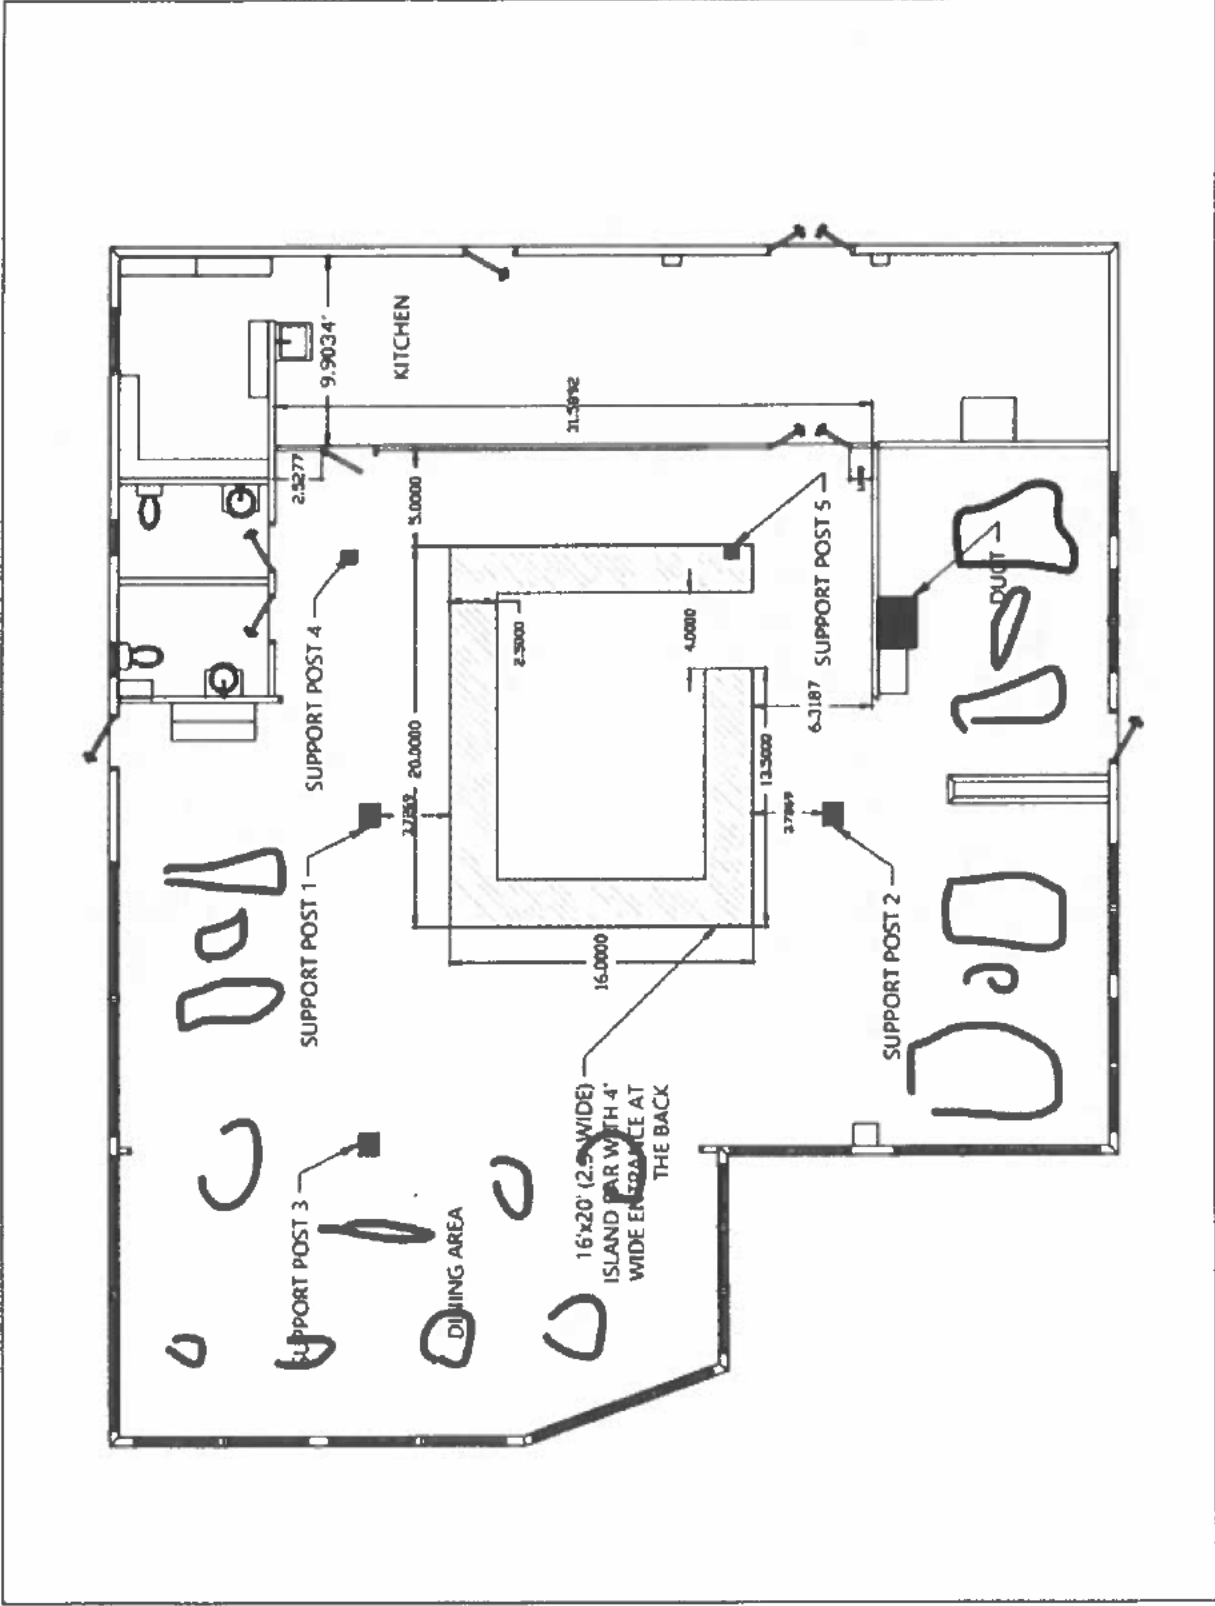 9.9034'
KITCHEN
31.5892
2.5277
5.0000
SUPPORT POST 4
2.5000
4.0000
SUPPORT POST 5
DUCT
20.0000
6.3187
13.5000
SUPPORT POST 1
16.0000
SUPPORT POST 2
SUPPORT POST 3
DINING AREA
16'x20' (2.5' WIDE)
ISLAND BAR WITH 4'
WIDE ENTRANCE AT
THE BACK